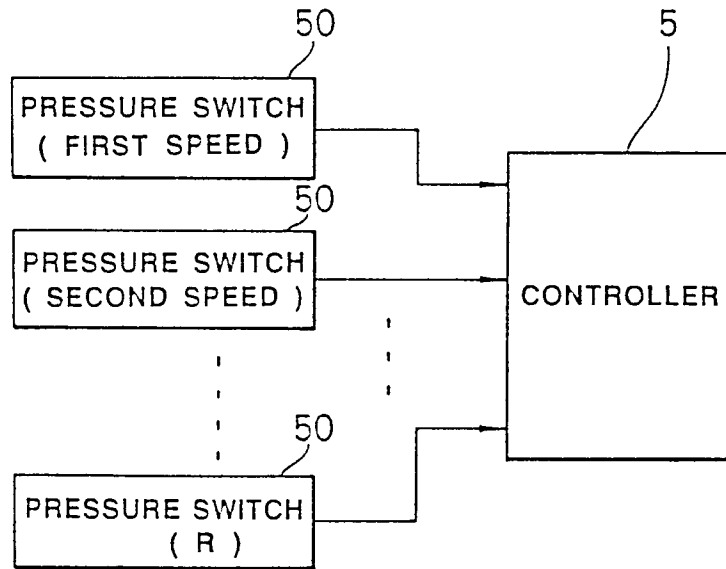 50
5
PRESSURE SWITCH
( FIRST SPEED )
50
PRESSURE SWITCH
( SECOND SPEED )
CONTROLLER
50
PRESSURE SWITCH
( R )